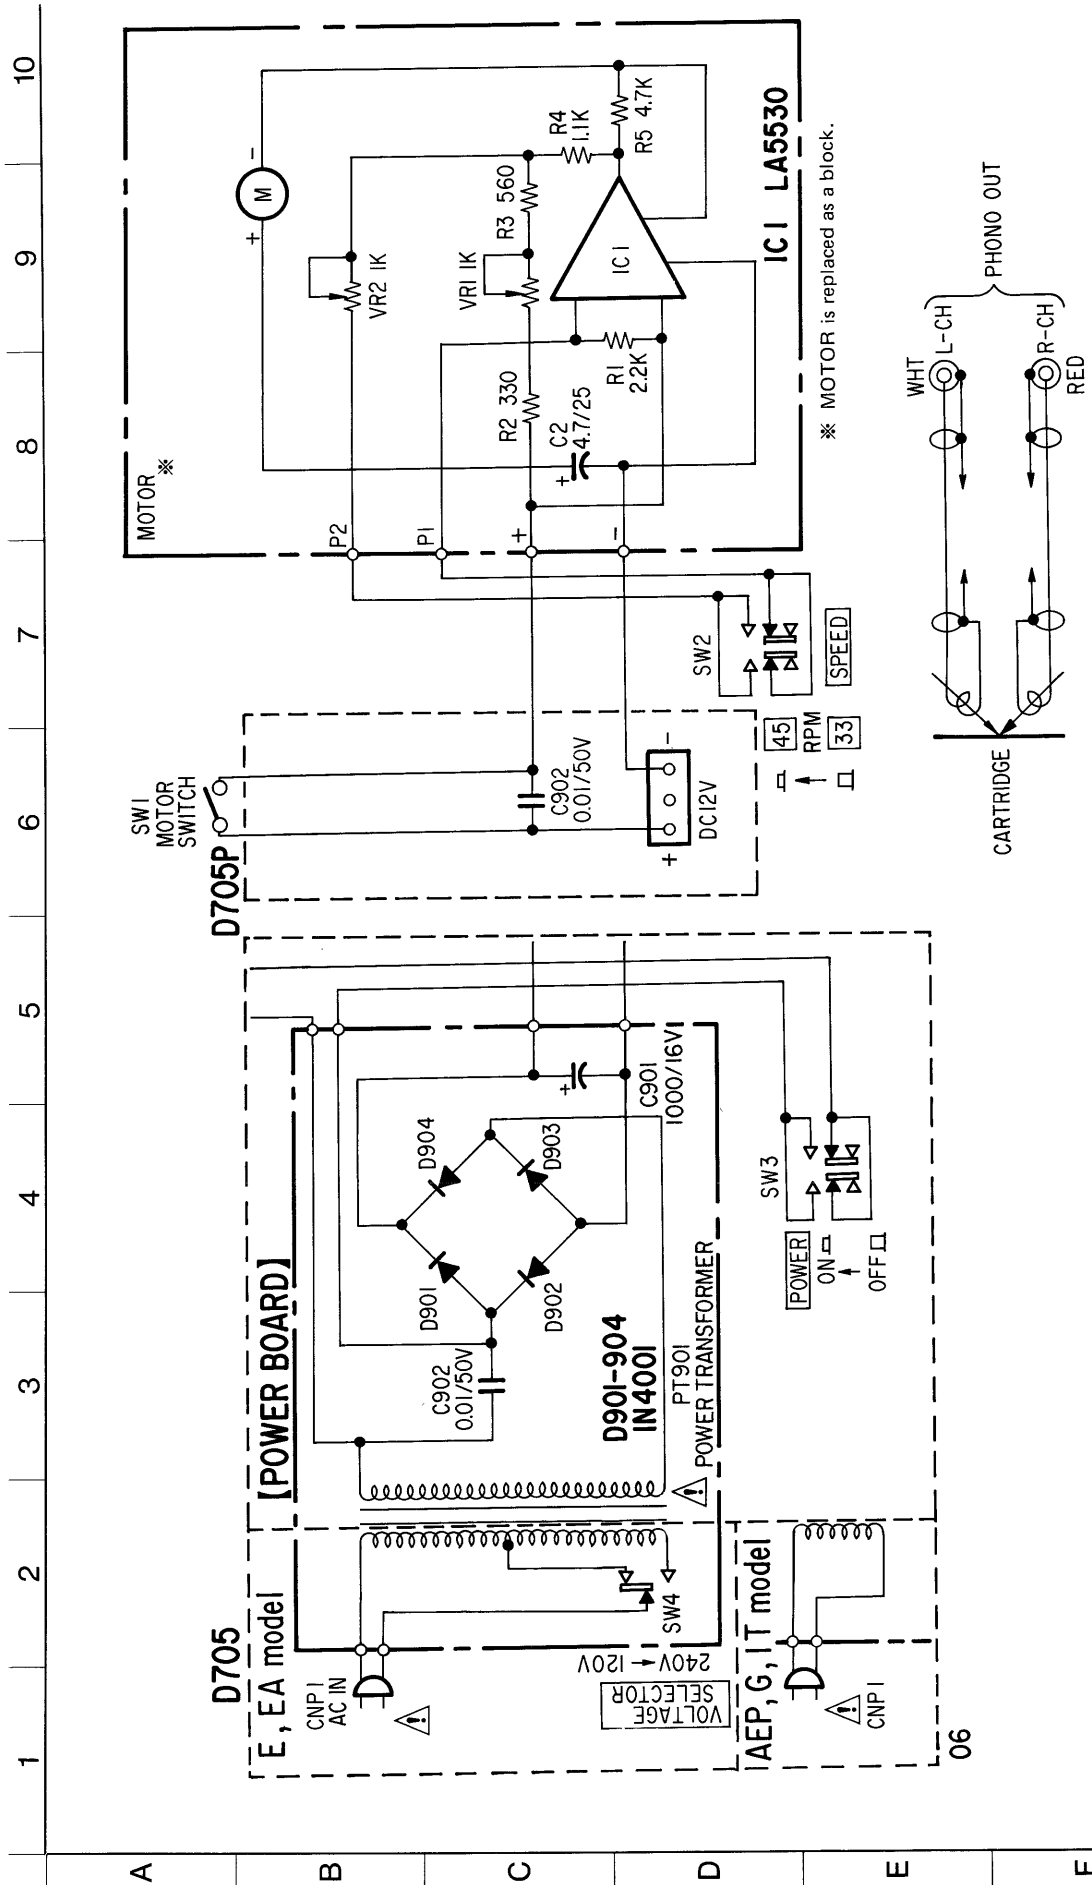 1 2 3 4 5 6 7 8 9 10
A
B
C
D
E
F
D705
E, EA model
CNP1
AC IN
VOLTAGE
SELECTOR
240V ← 120V
SW4
AEP, G, IT model
CNP1
06
[POWER BOARD]
C902
0.01/50V
D901
D902
D903
D904
D901-904
IN4001
PT901
POWER TRANSFORMER
C901
1000/16V
+
SW3
POWER
ON
OFF
D705P
SW1
MOTOR
SWITCH
C902
0.01/50V
+
-
DC12V
45
RPM
33
SW2
SPEED
MOTOR
※
P2
P1
+
-
M
+
-
VR2 1K
VR1 1K
R3 560
R4
1.1K
R5 4.7K
R2 330
C2
4.7/25
+
R1
2.2K
IC1
IC1 LA5530
※ MOTOR is replaced as a block.
CARTRIDGE
WHT
L-CH
R-CH
RED
PHONO OUT